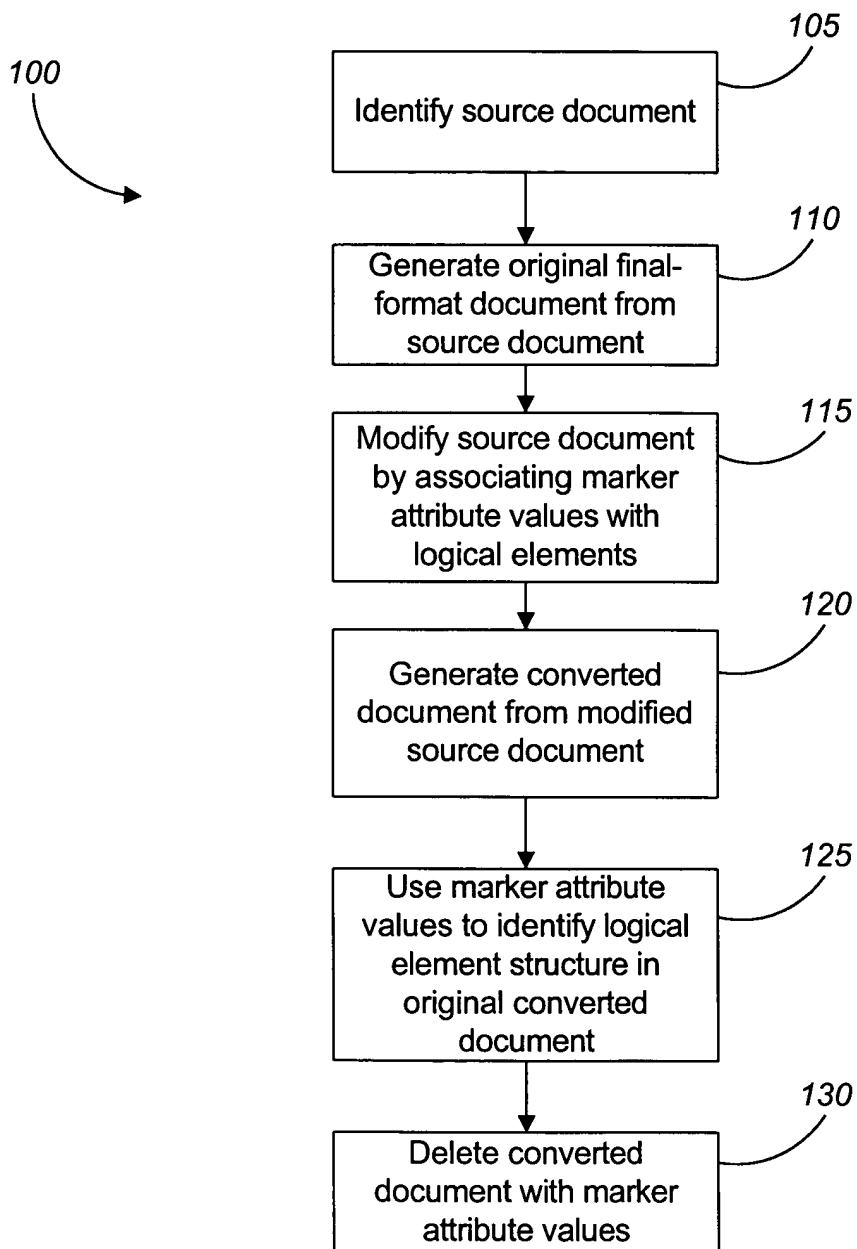 105
100
Identify source document
110
Generate original final-
format document from
source document
115
Modify source document
by associating marker
attribute values with
logical elements
120
Generate converted
document from modified
source document
125
Use marker attribute
values to identify logical
element structure in
original converted
document
130
Delete converted
document with marker
attribute values